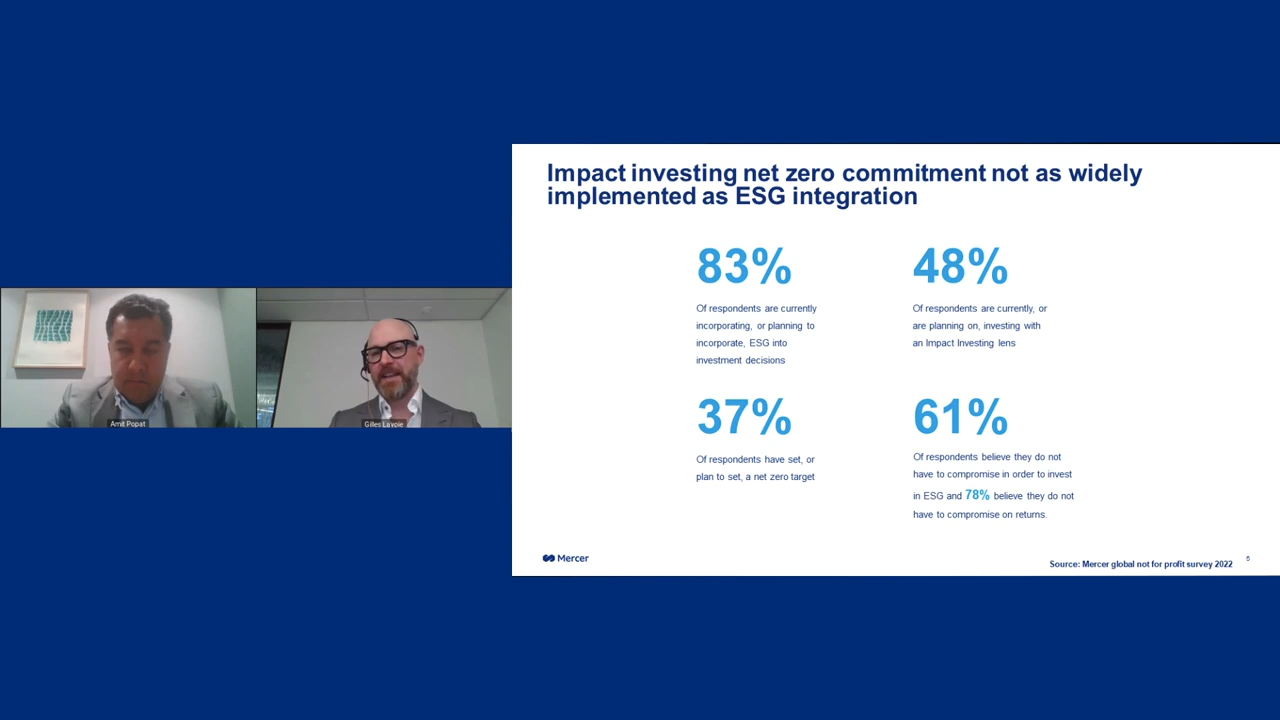 Impact investing net zero commitment not as widely
implemented as ESG integration
83%
Of respondents are currently
incorporating, or planning to
incorporate, ESG into
investment decisions
48%
Of respondents are currently, or
are planning on, investing with
an Impact Investing lens
37%
Of respondents have set, or
plan to set, a net zero target
61%
Of respondents believe they do not
have to compromise in order to invest
in ESG and 78% believe they do not
have to compromise on returns.
Amit Popat
Gilles Lavoie
Mercer
Source: Mercer global not for profit survey 2022
5